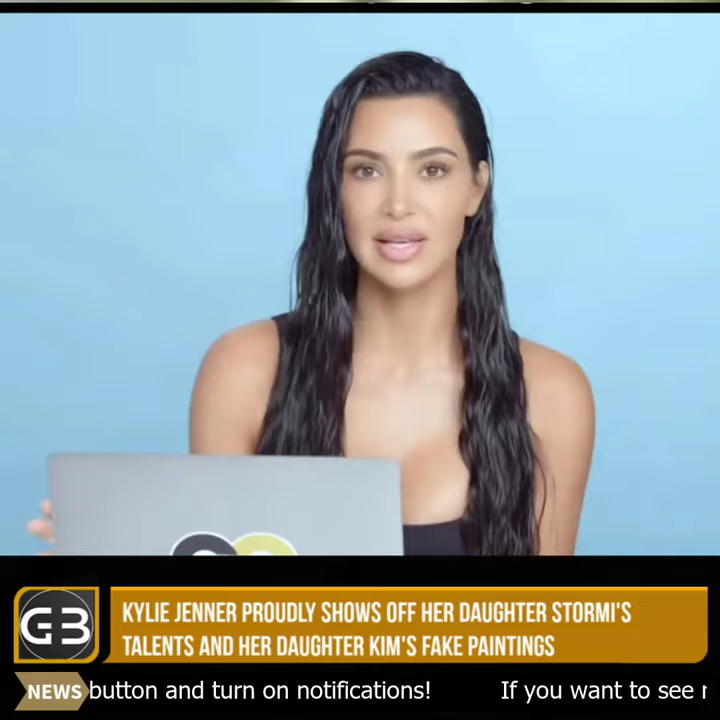 GB
KYLIE JENNER PROUDLY SHOWS OFF HER DAUGHTER STORMI'S
TALENTS AND HER DAUGHTER KIM'S FAKE PAINTINGS
NEWS button and turn on notifications! If you want to see